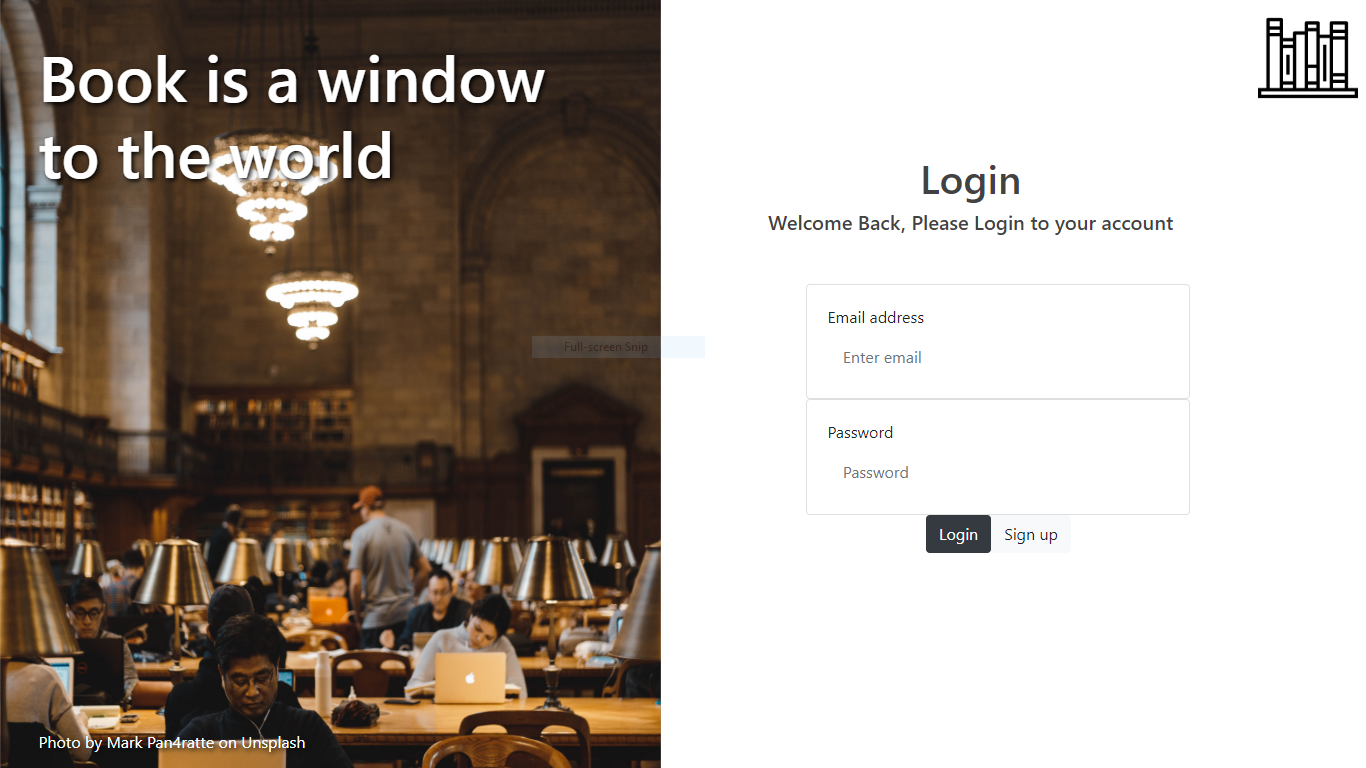 Book is a window
to the world
Login
Welcome Back, Please Login to your account
Full-screen Snip
Email address
Enter email
Password
Password
Login
Sign up
Photo by Mark Pan4ratte on Unsplash